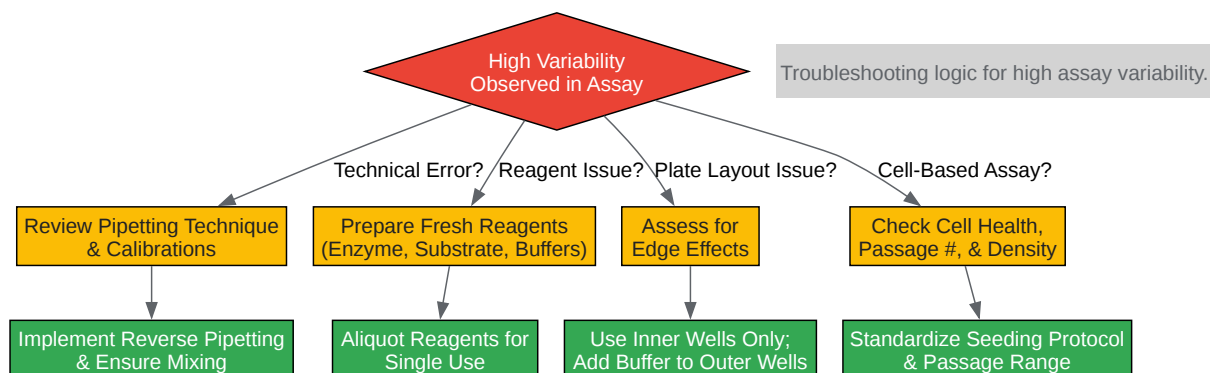 High Variability
Observed in Assay
Troubleshooting logic for high assay variability.
Technical Error?
Reagent Issue?
Plate Layout Issue?
Cell-Based Assay?
Review Pipetting Technique
& Calibrations
Prepare Fresh Reagents
(Enzyme, Substrate, Buffers)
Assess for
Edge Effects
Check Cell Health,
Passage #, & Density
Implement Reverse Pipetting
& Ensure Mixing
Aliquot Reagents for
Single Use
Use Inner Wells Only;
Add Buffer to Outer Wells
Standardize Seeding Protocol
& Passage Range